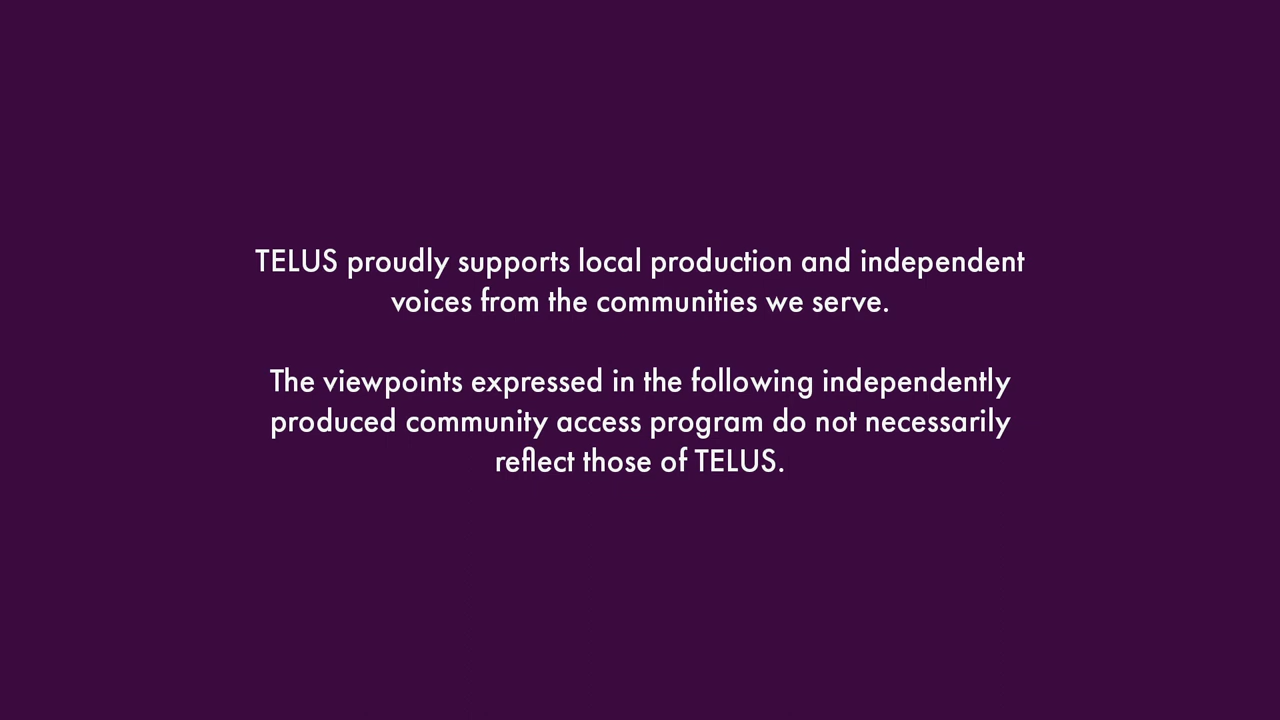 TELUS proudly supports local production and independent
voices from the communities we serve.
The viewpoints expressed in the following independently
produced community access program do not necessarily
reflect those of TELUS.